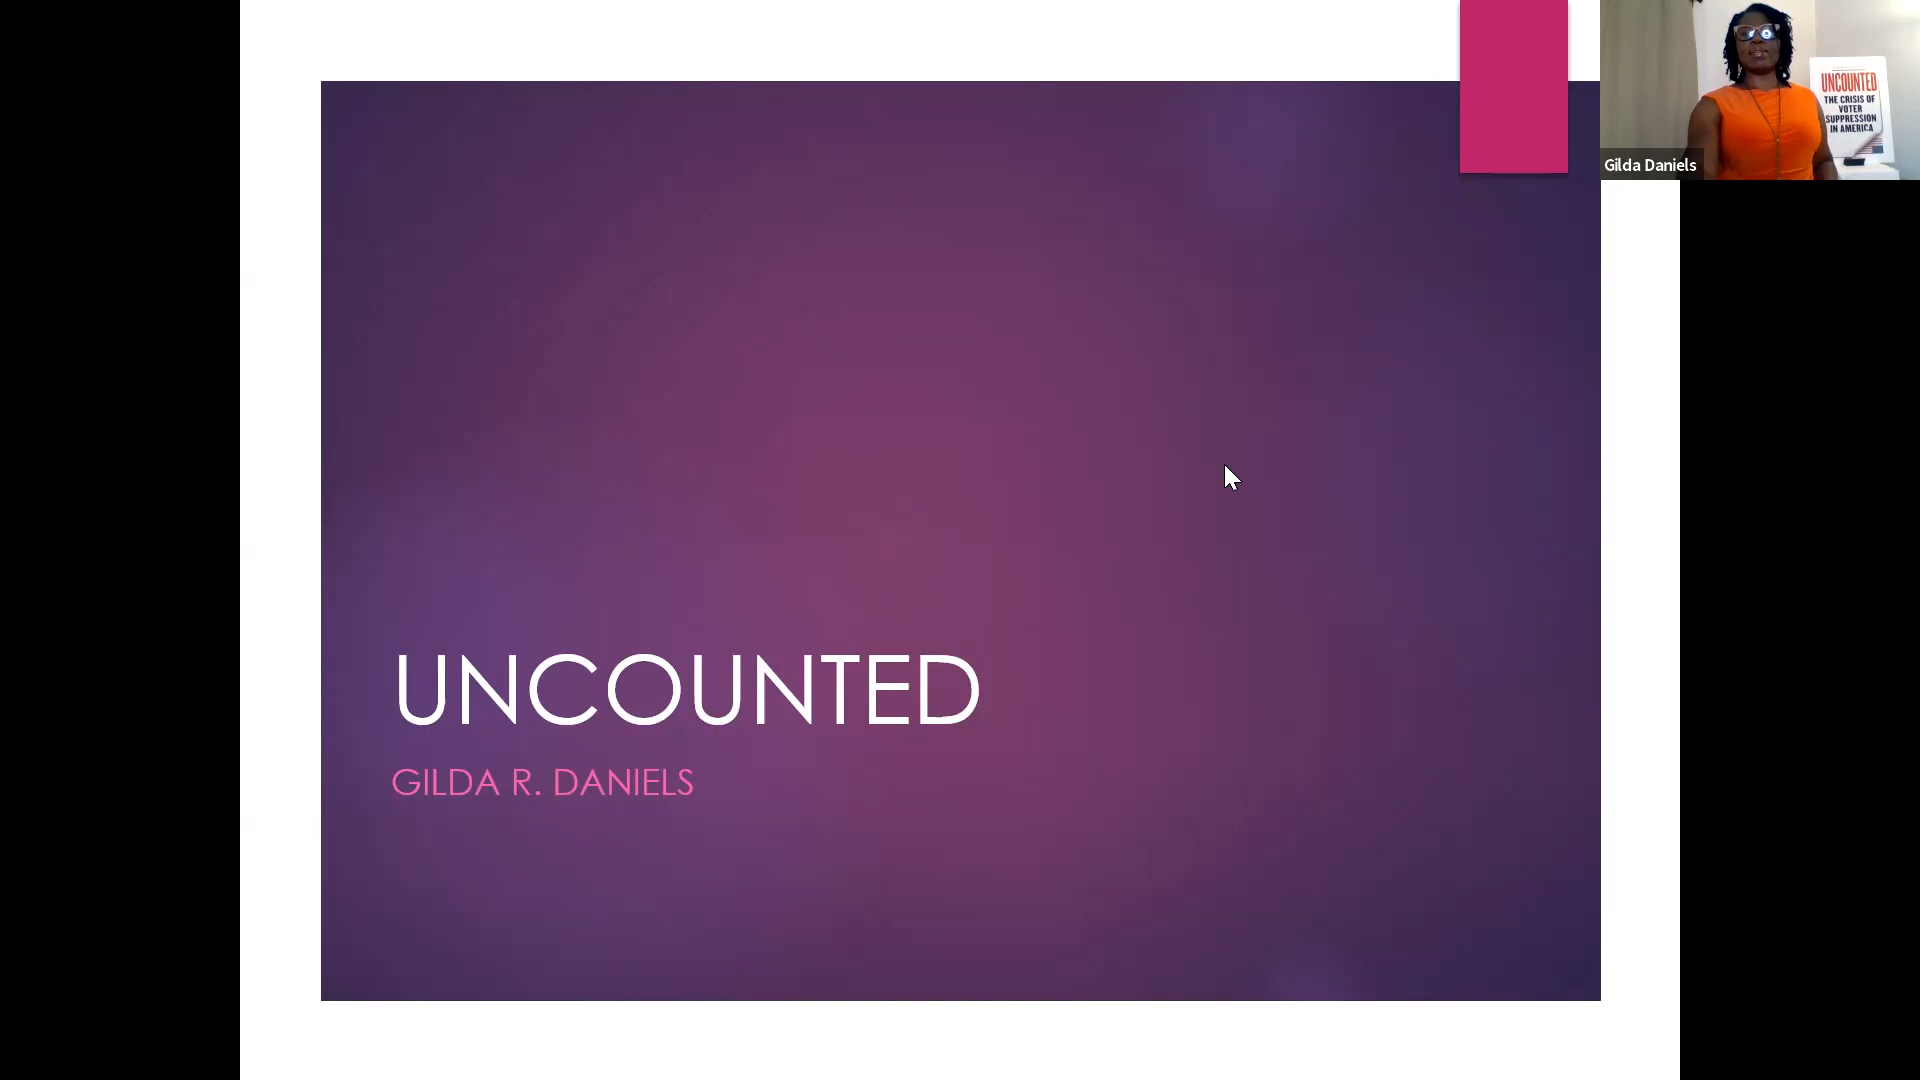 UNCOUNTED
GILDA R. DANIELS
UNCOUNTED
THE CRISIS OF
VOTER
SUPPRESSION
IN AMERICA
Gilda Daniels